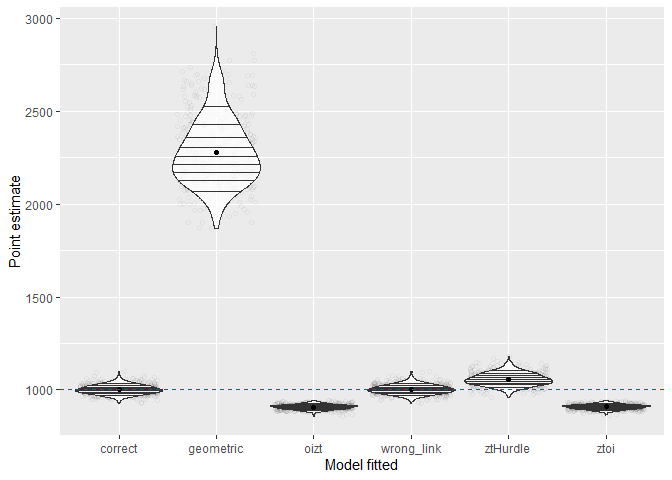 3000
2500
2000
1500
1000
Point estimate
correct geometric oizt wrong_link ztHurdle ztoi
Model fitted